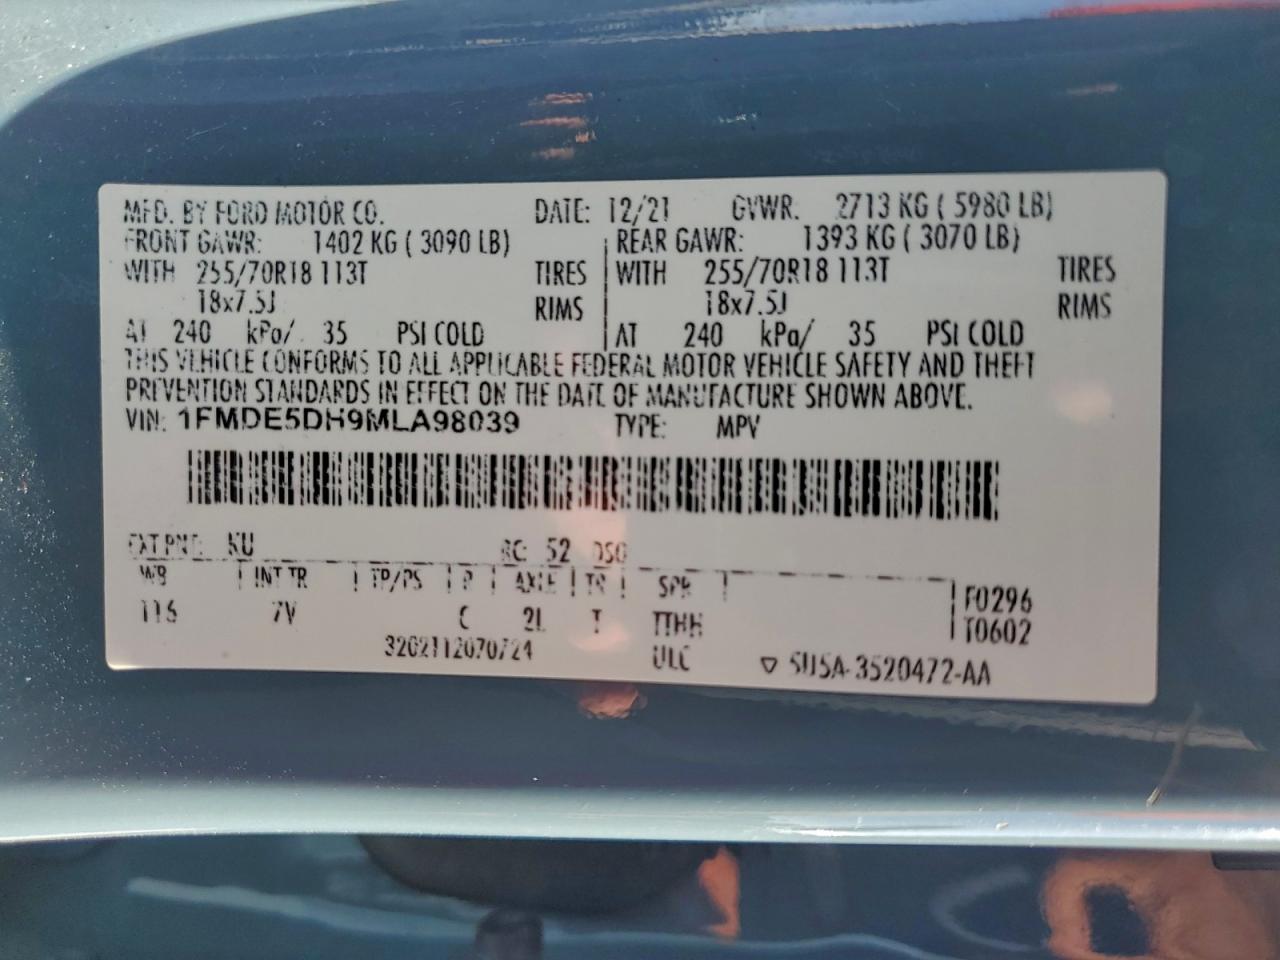 MFD. BY FORD MOTOR CO. DATE: 12/21 GVWR: 2713 KG ( 5980 LB)
FRONT GAWR: 1402 KG ( 3090 LB) REAR GAWR: 1393 KG ( 3070 LB)
WITH 255/70R18 113T TIRES WITH 255/70R18 113T TIRES
18x7.5J RIMS 18x7.5J RIMS
AT 240 kPa/ 35 PSI COLD AT 240 kPa/ 35 PSI COLD
THIS VEHICLE CONFORMS TO ALL APPLICABLE FEDERAL MOTOR VEHICLE SAFETY AND THEFT
PREVENTION STANDARDS IN EFFECT ON THE DATE OF MANUFACTURE SHOWN ABOVE.
VIN: 1FMDE5DH9MLA98039 TYPE: MPV
EXT PNT: KU RC: 52 DSO
WB INT TR TP/PS R AXLE TR SPR
116 7V C 2L T TTHH F0296
T0602
3202112070724 ULC ▽ 5U5A-3520472-AA